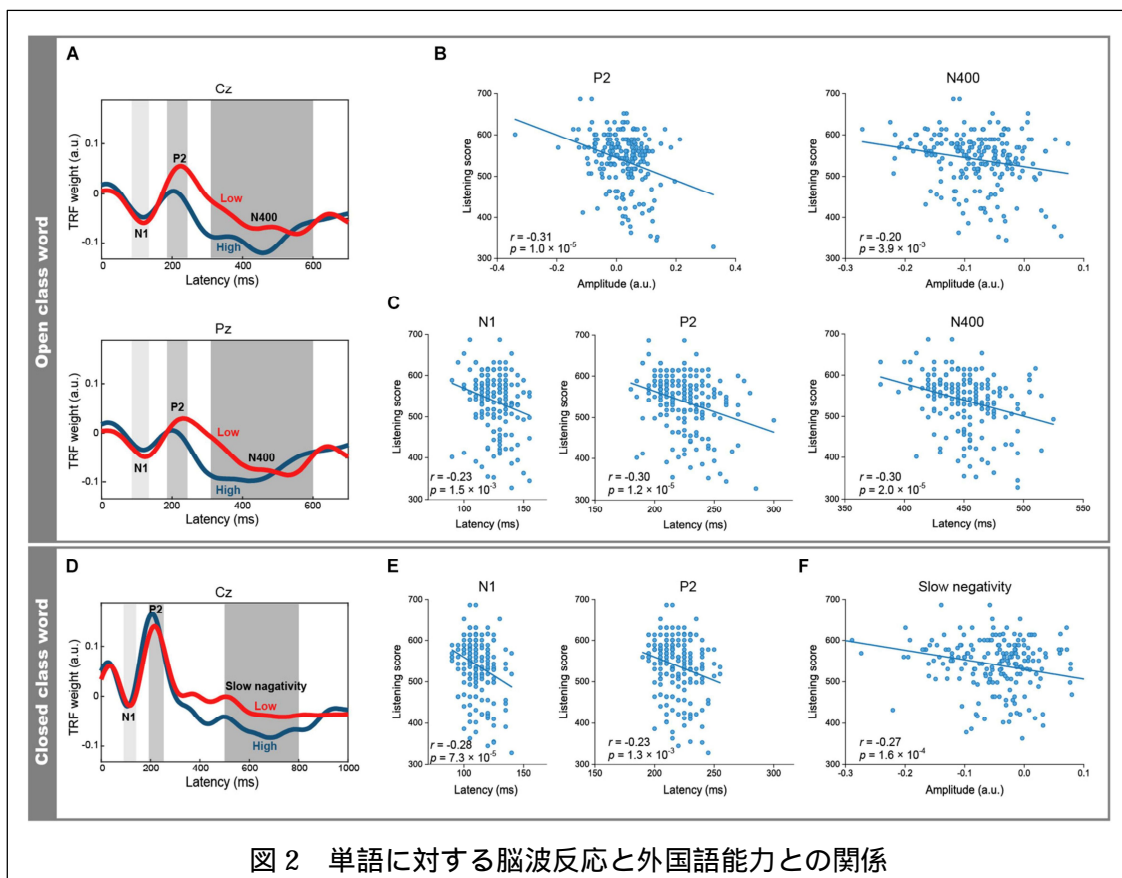 Open class word
A
Cz
TRF weight (a.u.)
0.1
0
-0.1
N1
P2
Low
N400
High
0
200
400
600
Latency (ms)
Pz
TRF weight (a.u.)
0.1
0
-0.1
N1
P2
Low
N400
High
0
200
400
600
Latency (ms)
B
P2
Listening score
700
600
500
400
300
r = -0.31
p = 1.0 × 10-5
-0.4
-0.2
0.0
0.2
0.4
Amplitude (a.u.)
N400
Listening score
700
600
500
400
300
r = -0.20
p = 3.9 × 10-3
-0.3
-0.2
-0.1
0.0
0.1
Amplitude (a.u.)
C
N1
Listening score
700
600
500
400
300
r = -0.23
p = 1.5 × 10-3
100
150
Latency (ms)
P2
Listening score
700
600
500
400
300
r = -0.30
p = 1.2 × 10-5
150
200
250
300
Latency (ms)
N400
Listening score
700
600
500
400
300
r = -0.30
p = 2.0 × 10-5
350
400
450
500
550
Latency (ms)
Closed class word
D
Cz
TRF weight (a.u.)
0.1
0
-0.1
P2
N1
Slow nagativity
Low
High
0
200
400
600
800
1000
Latency (ms)
E
N1
Listening score
700
600
500
400
300
r = -0.28
p = 7.3 × 10-5
100
150
Latency (ms)
P2
Listening score
700
600
500
400
300
r = -0.23
p = 1.3 × 10-3
150
200
250
300
Latency (ms)
F
Slow negativity
Listening score
700
600
500
400
300
r = -0.27
p = 1.6 × 10-4
-0.3
-0.2
-0.1
0.0
0.1
Amplitude (a.u.)
図 2 単語に対する脳波反応と外国語能力との関係